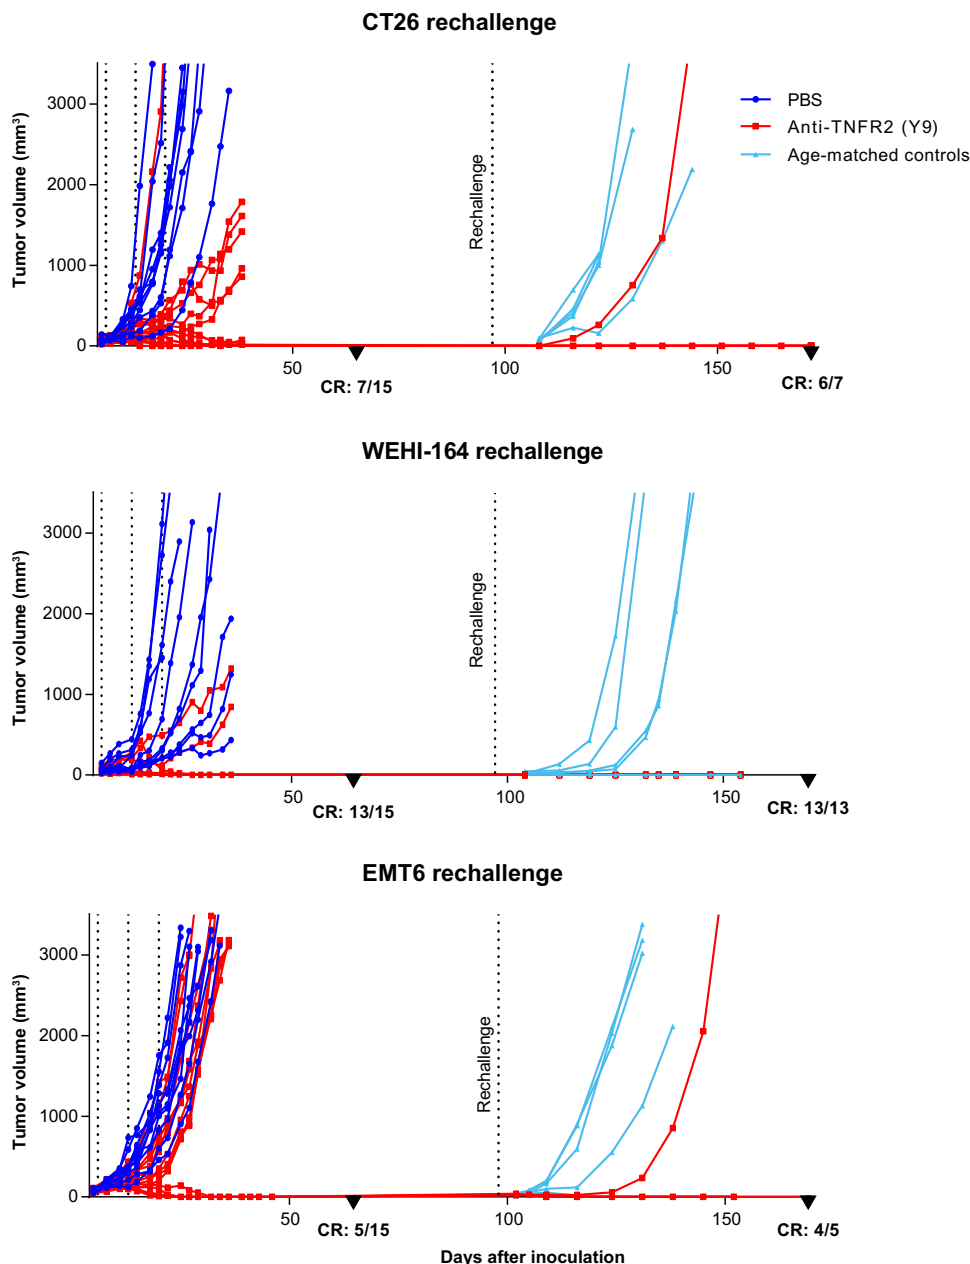 CT26 rechallenge
Tumor volume (mm³)
3000
2000
1000
0
Rechallenge
PBS
Anti-TNFR2 (Y9)
Age-matched controls
50
100
150
CR: 7/15
CR: 6/7
WEHI-164 rechallenge
Tumor volume (mm³)
3000
2000
1000
0
Rechallenge
50
100
150
CR: 13/15
CR: 13/13
EMT6 rechallenge
Tumor volume (mm³)
3000
2000
1000
0
Rechallenge
50
100
150
CR: 5/15
CR: 4/5
Days after inoculation